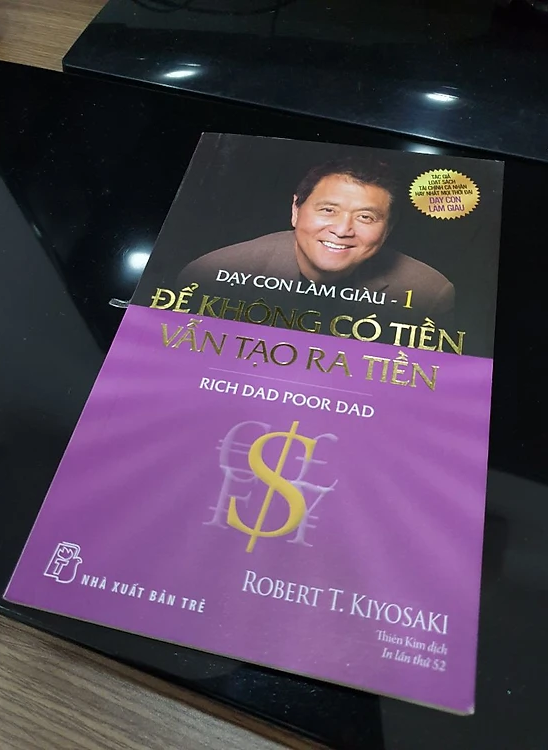 TÁC GIẢ
LOẠT SÁCH
TÀI CHÍNH CÁ NHÂN
HAY NHẤT MỌI THỜI ĐẠI
DẠY CON
LÀM GIÀU
DẠY CON LÀM GIÀU - 1
ĐỂ KHÔNG CÓ TIỀN
VẪN TẠO RA TIỀN
RICH DAD POOR DAD
$
NHÀ XUẤT BẢN TRẺ
ROBERT T. KIYOSAKI
Thiên Kim dịch
In lần thứ 52